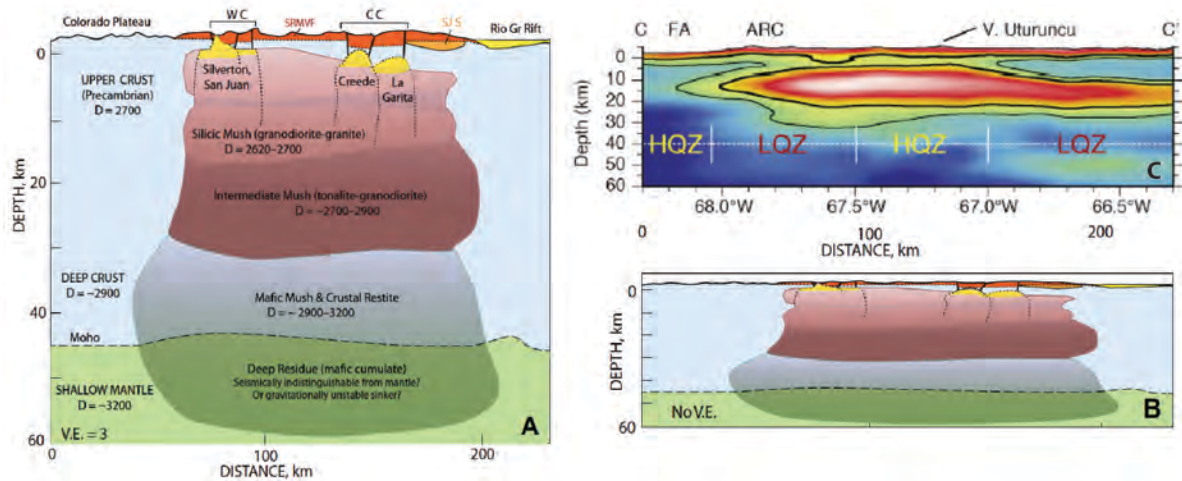 Colorado Plateau
W C
SRMVF
C C
SJ S
Rio Gr Rift
0
20
40
60
DEPTH, km
UPPER CRUST
(Precambrian)
D = 2700
Silverton,
San Juan
Creede
La
Garita
Silicic Mush (granodiorite-granite)
D = 2620–2700
Intermediate Mush (tonalite-granodiorite)
D = ~2700–2900
DEEP CRUST
D = ~2900
Mafic Mush & Crustal Restite
D = ~ 2900–3200
Moho
SHALLOW MANTLE
D = ~3200
Deep Residue (mafic cumulate)
Seismically indistinguishable from mantle?
Or gravitationally unstable sinker?
V.E. = 3
A
0
100
200
DISTANCE, km
C FA ARC V. Uturuncu C'
Depth (km)
0
10
20
30
40
50
60
HQZ LQZ HQZ LQZ
C
68.0°W 67.5°W 67.0°W 66.5°W
0 100 200
DISTANCE, km
DEPTH, km
0
20
40
60
No V.E.
B